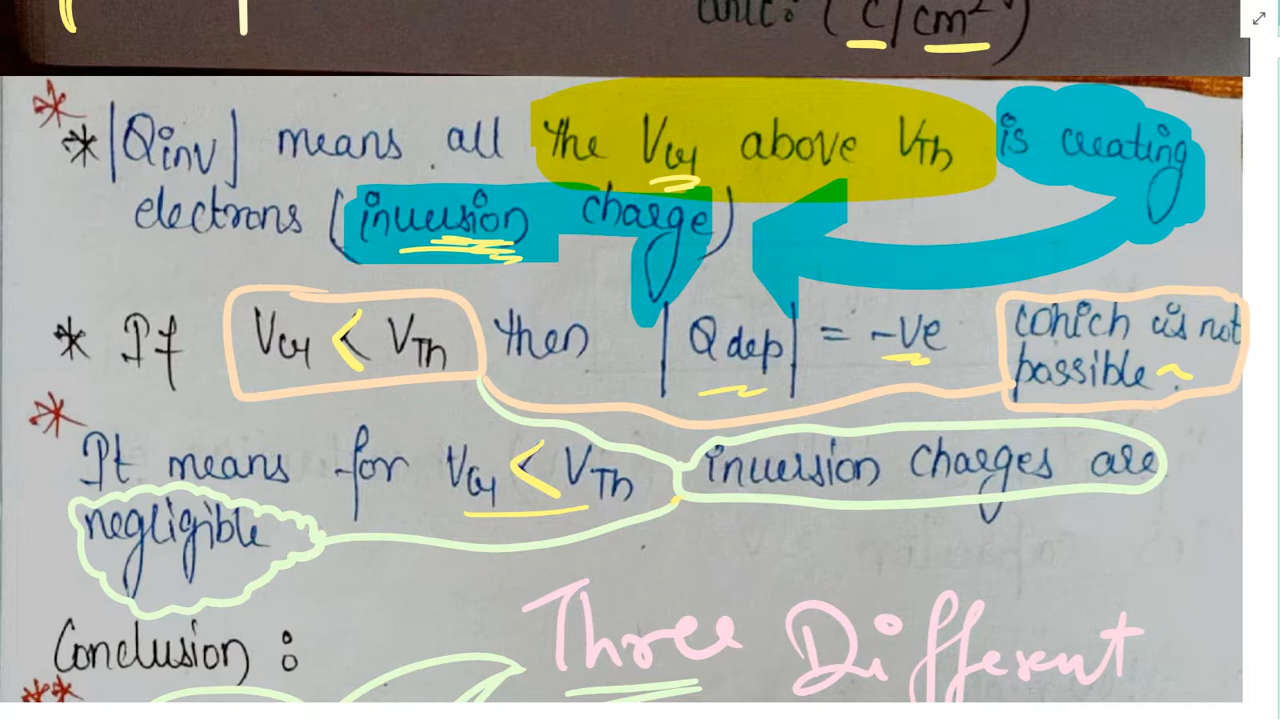 unit: (C/cm²)
* * |Qinv| means all the VG above VTh is creating
electrons (inversion charge)
* If VG < VTh then |Qdep| = -ve which is not
possible.
* It means for VG < VTh inversion charges are
negligible
Conclusion :
**
Three Different